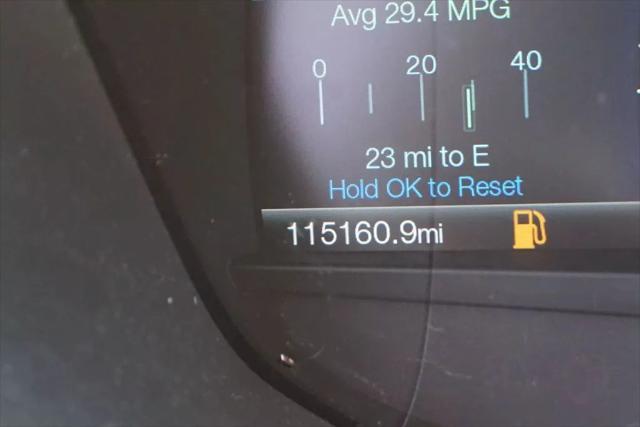 Avg 29.4 MPG
0 20 40
23 mi to E
Hold OK to Reset
115160.9mi